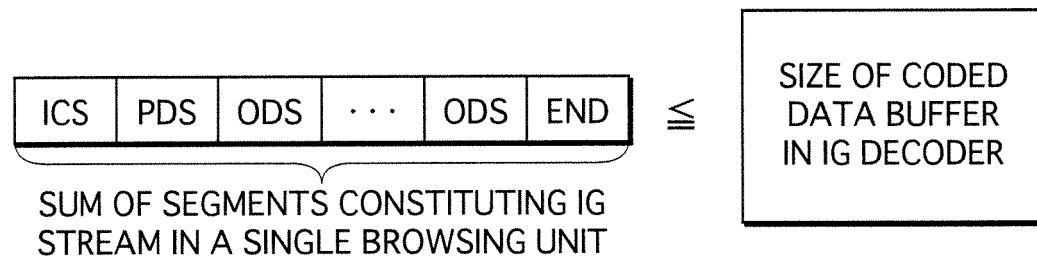 ICS PDS ODS ··· ODS END ≦
SUM OF SEGMENTS CONSTITUTING IG
STREAM IN A SINGLE BROWSING UNIT
SIZE OF CODED
DATA BUFFER
IN IG DECODER